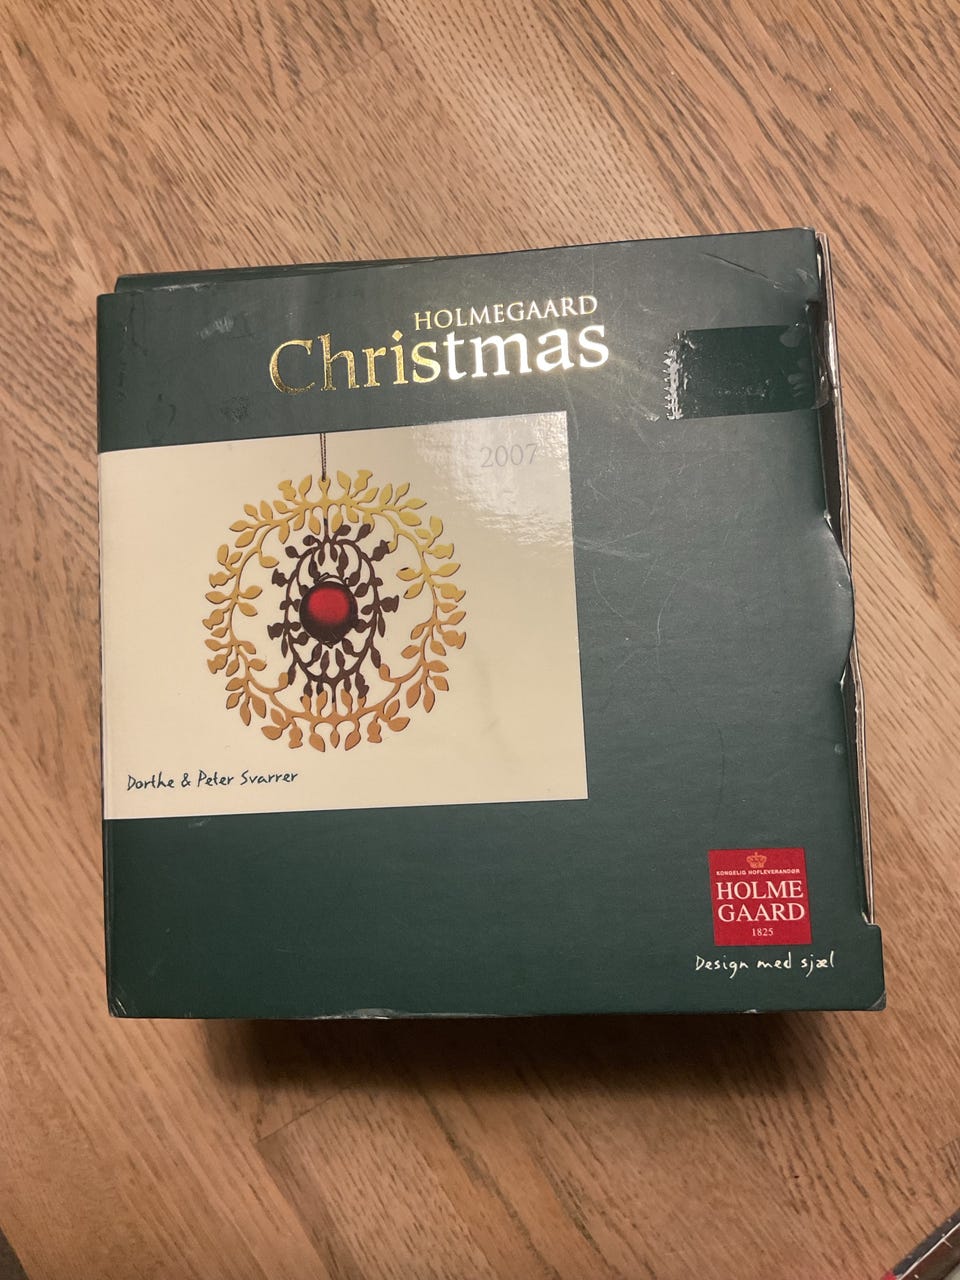 HOLMEGAARD
Christmas
2007
Dorthe & Peter Svarrer
KONGELIG HOFLEVERANDØR
HOLME
GAARD
1825
Design med sjæl